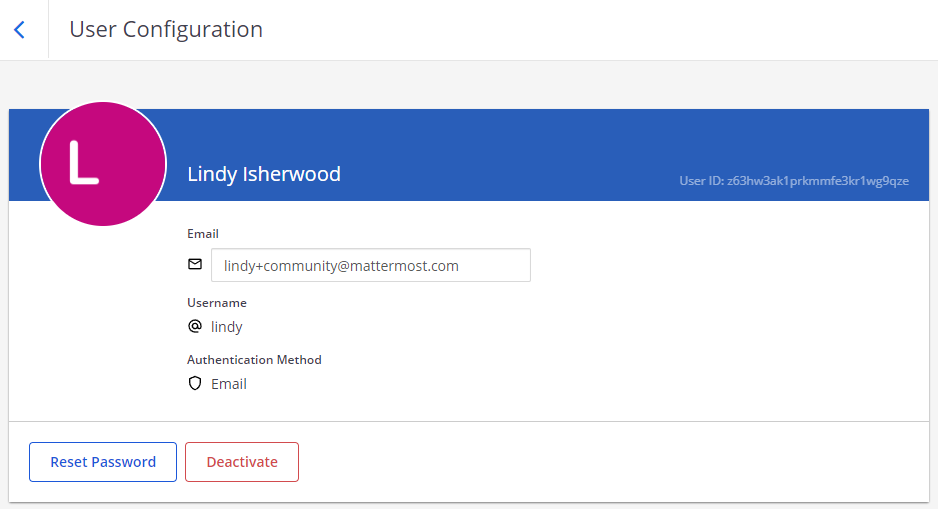 User Configuration
L
Lindy Isherwood
User ID: z63hw3ak1prkmmfe3kr1wg9qze
Email
lindy+community@mattermost.com
Username
lindy
Authentication Method
Email
Reset Password
Deactivate